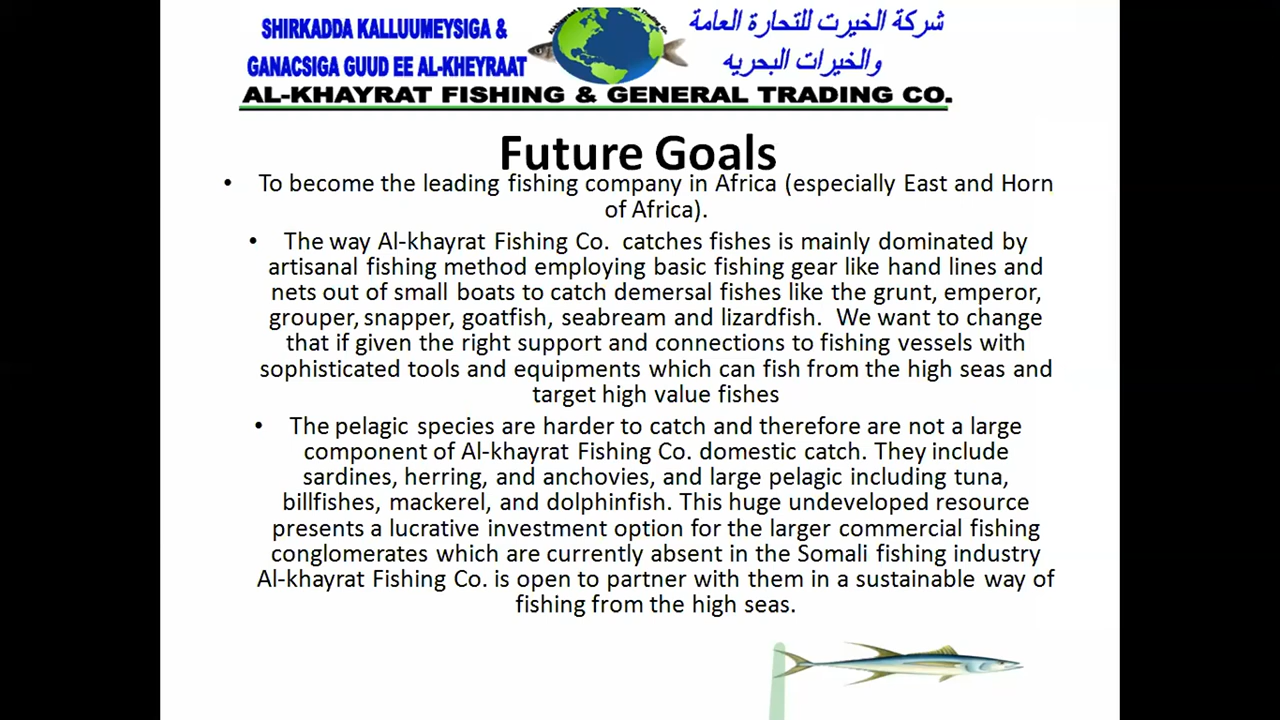 SHIRKADDA KALLUUMEYSIGA &
GANACSIGA GUUD EE AL-KHEYRAAT
شركة الخيرت للتحارة العامة
والخيرات البحريه
AL-KHAYRAT FISHING & GENERAL TRADING CO.
Future Goals
• To become the leading fishing company in Africa (especially East and Horn
of Africa).
• The way Al-khayrat Fishing Co. catches fishes is mainly dominated by
artisanal fishing method employing basic fishing gear like hand lines and
nets out of small boats to catch demersal fishes like the grunt, emperor,
grouper, snapper, goatfish, seabream and lizardfish. We want to change
that if given the right support and connections to fishing vessels with
sophisticated tools and equipments which can fish from the high seas and
target high value fishes
• The pelagic species are harder to catch and therefore are not a large
component of Al-khayrat Fishing Co. domestic catch. They include
sardines, herring, and anchovies, and large pelagic including tuna,
billfishes, mackerel, and dolphinfish. This huge undeveloped resource
presents a lucrative investment option for the larger commercial fishing
conglomerates which are currently absent in the Somali fishing industry
Al-khayrat Fishing Co. is open to partner with them in a sustainable way of
fishing from the high seas.